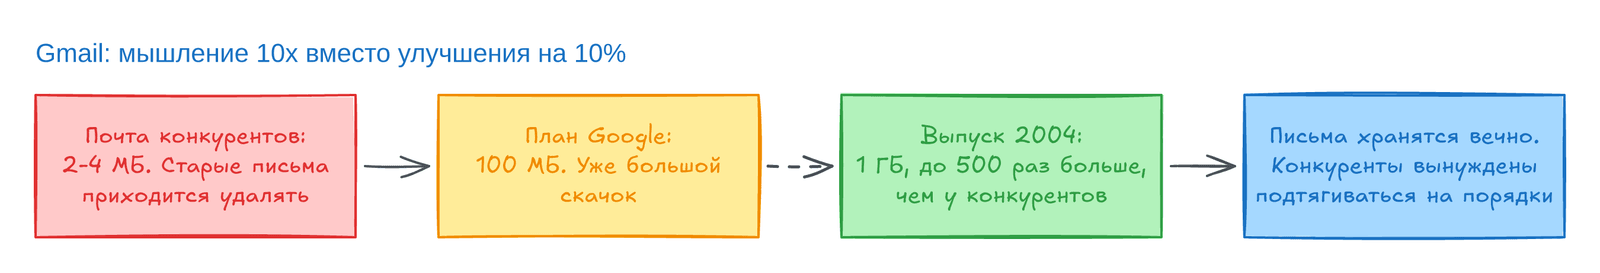 Gmail: мышление 10x вместо улучшения на 10%
Почта конкурентов:
2-4 МБ. Старые письма
приходится удалять
План Google:
100 МБ. Уже большой
скачок
Выпуск 2004:
1 ГБ, до 500 раз больше,
чем у конкурентов
Письма хранятся вечно.
Конкуренты вынуждены
подтягиваться на порядки